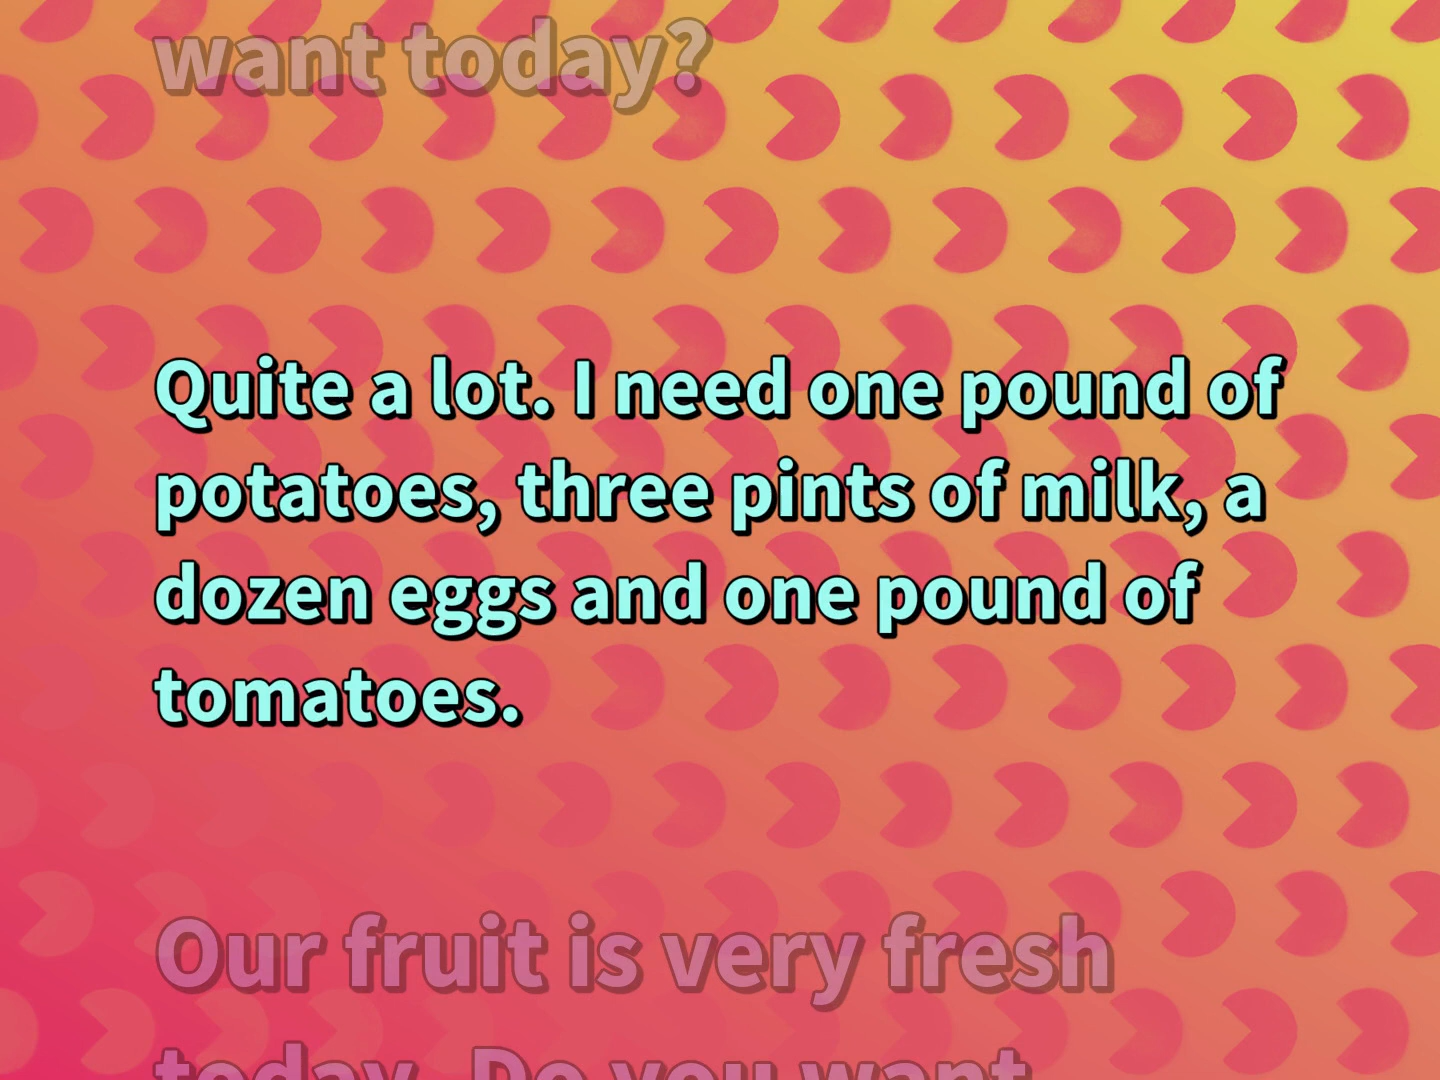 want today?
Quite a lot. I need one pound of
potatoes, three pints of milk, a
dozen eggs and one pound of
tomatoes.
Our fruit is very fresh
today. Do you want